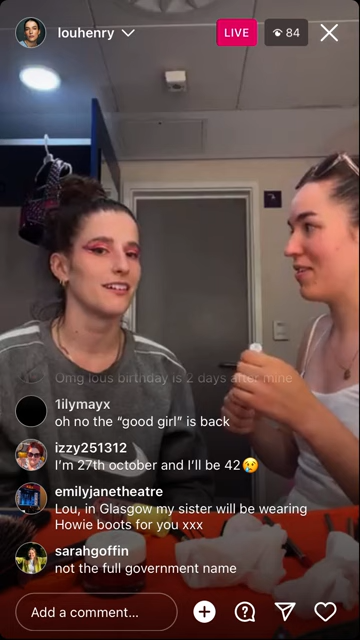 louhenry
LIVE
84
Omg lous birthday is 2 days after mine
1ilymayx
oh no the “good girl” is back
izzy251312
I’m 27th october and I’ll be 42😢
emilyjanetheatre
Lou, in Glasgow my sister will be wearing
Howie boots for you xxx
sarahgoffin
not the full government name
Add a comment...